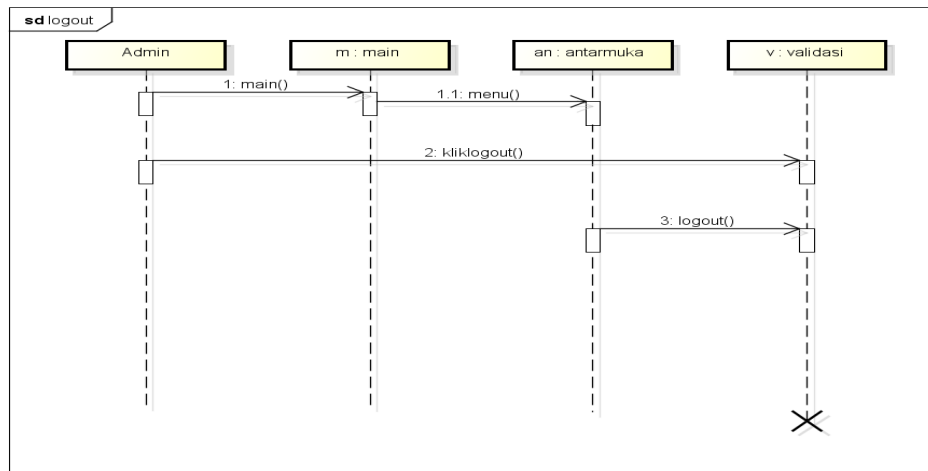 sd logout
Admin
m : main
an : antarmuka
v : validasi
1: main()
1.1: menu()
2: kliklogout()
3: logout()